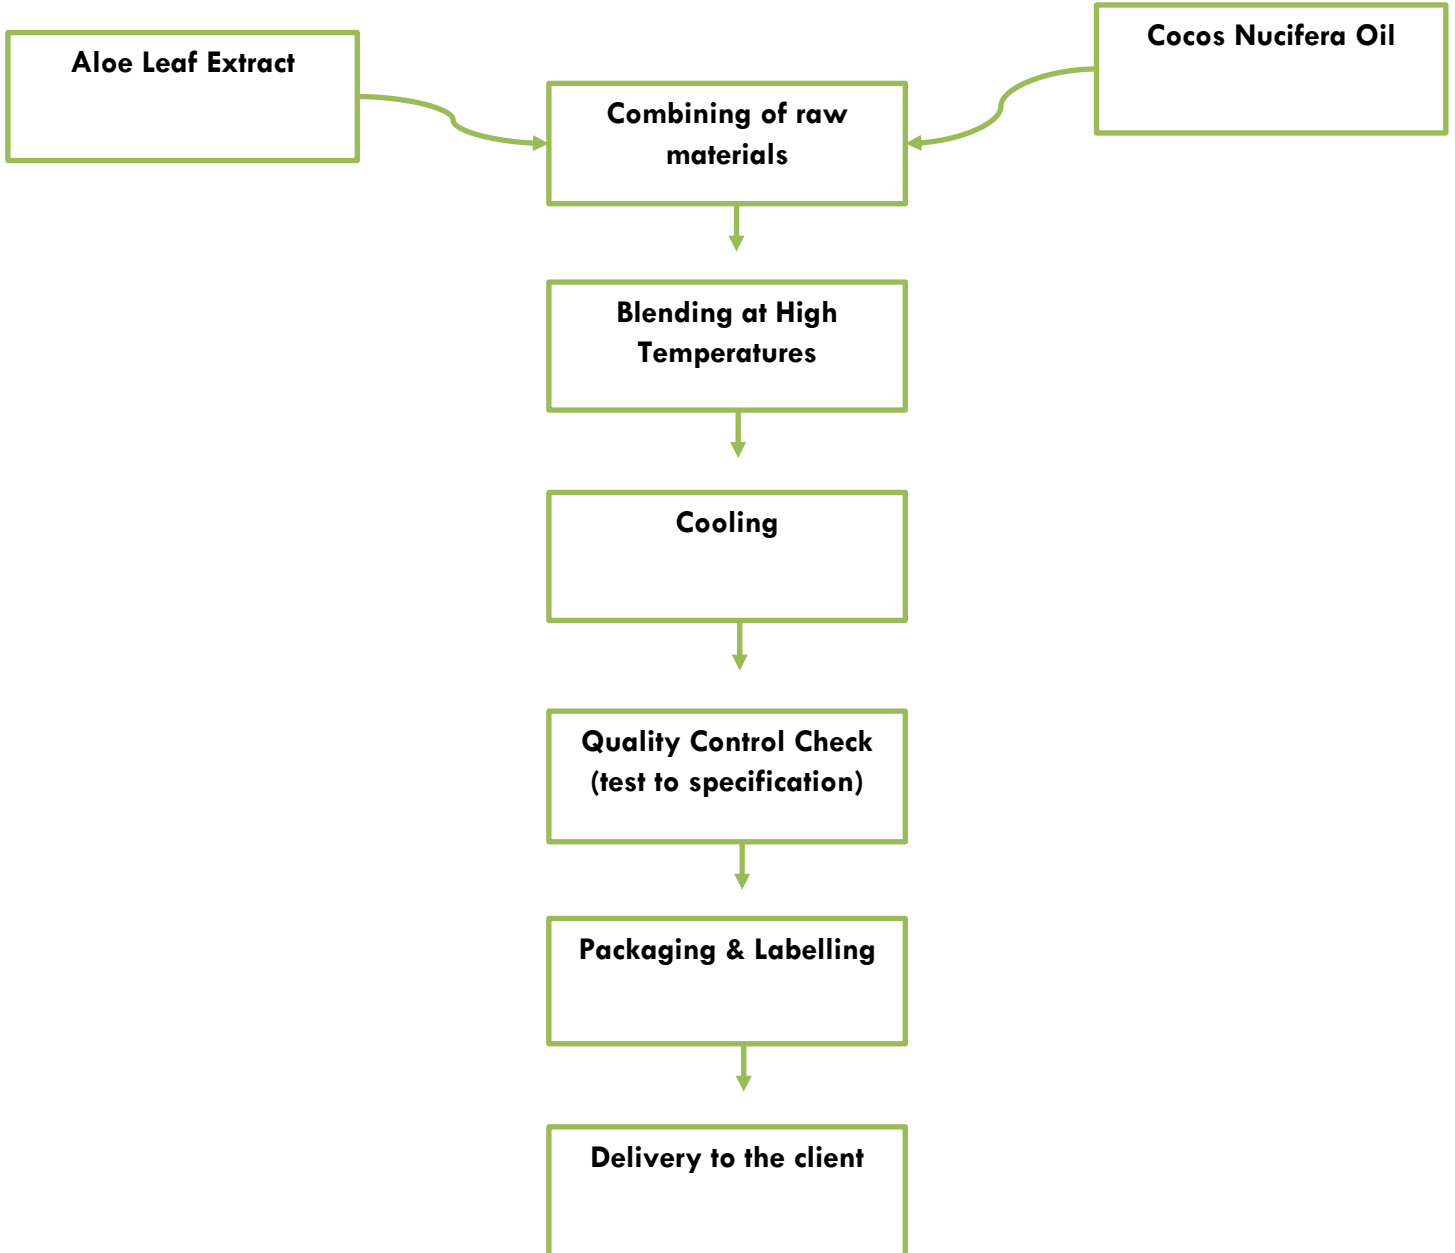 Aloe Leaf Extract
Cocos Nucifera Oil
Combining of raw
materials
Blending at High
Temperatures
Cooling
Quality Control Check
(test to specification)
Packaging & Labelling
Delivery to the client